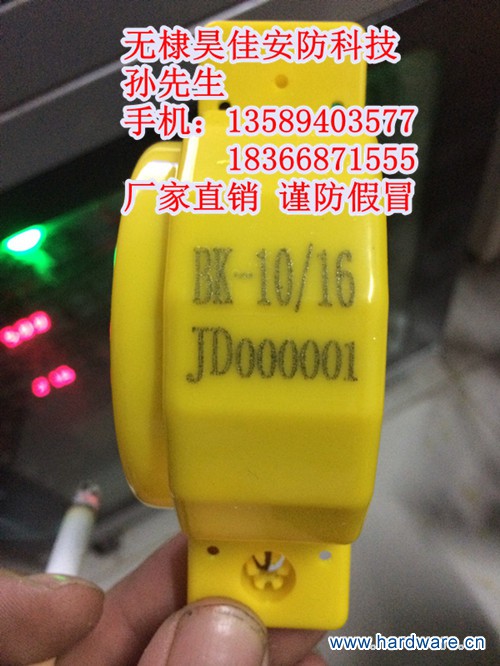 无棣昊佳安防科技
孙先生
手机：13589403577
18366871555
厂家直销 谨防假冒
BK-10/16
JD000001
www.hardware.cn